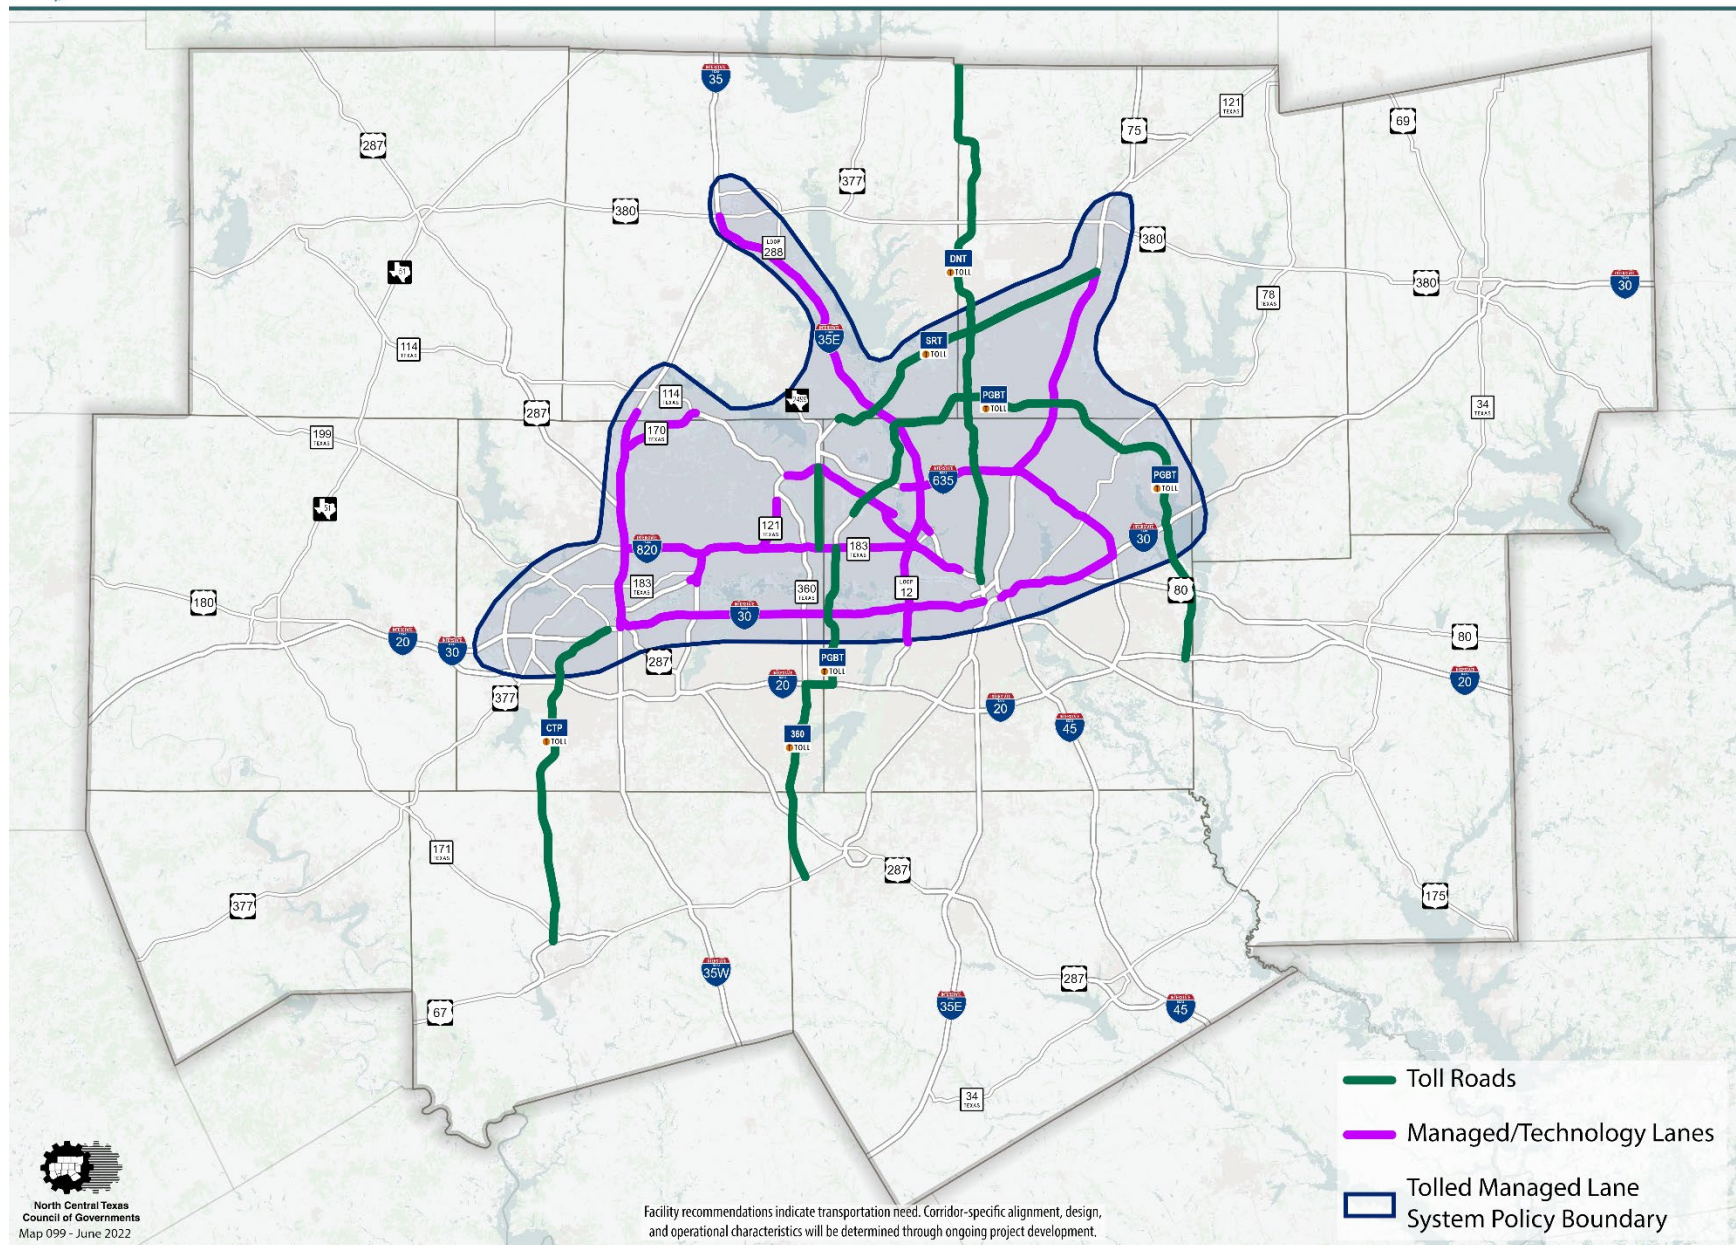 35
121
TEXAS
69
75
287
377
380
380
LOOP
288
DNT
TOLL
51
380
30
78
TEXAS
35E
SRT
TOLL
114
TEXAS
114
TEXAS
2499
PGBT
TOLL
287
34
TEXAS
170
TEXAS
199
TEXAS
635
PGBT
TOLL
51
121
TEXAS
30
820
183
TEXAS
183
TEXAS
360
TEXAS
LOOP
12
80
180
30
20
30
80
287
PGBT
TOLL
20
20
377
20
45
CTP
TOLL
360
TOLL
171
TEXAS
287
175
377
35W
287
35E
45
67
34
TEXAS
Toll Roads
Managed/Technology Lanes
Tolled Managed Lane
System Policy Boundary
North Central Texas
Council of Governments
Map 099 - June 2022
Facility recommendations indicate transportation need. Corridor-specific alignment, design,
and operational characteristics will be determined through ongoing project development.